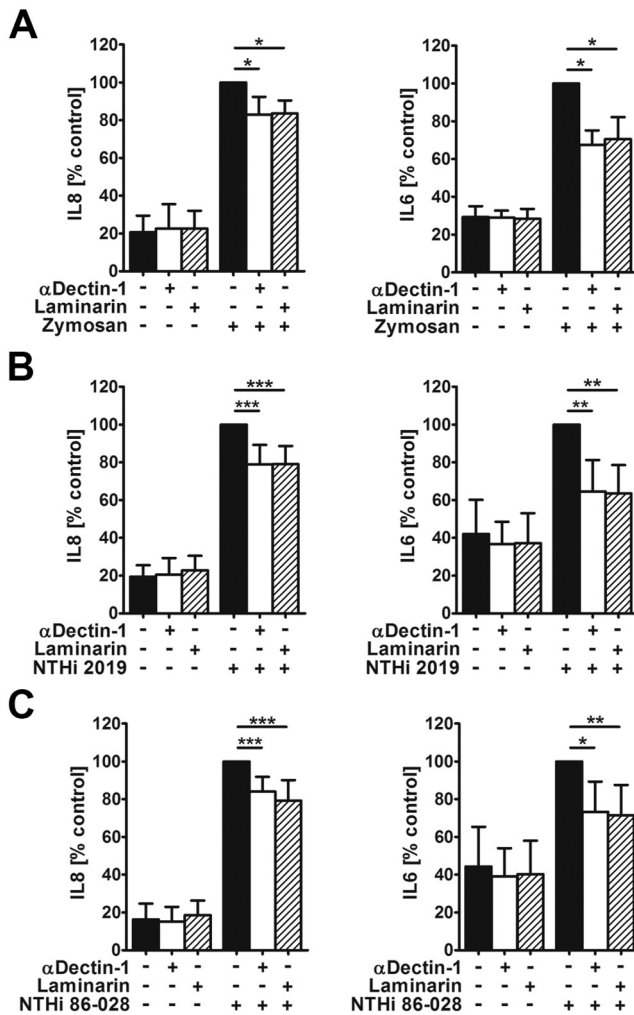 A
IL8 [% control]
120
100
80
60
40
20
0
* 
*
αDectin-1 - + - - + -
Laminarin - - + - - +
Zymosan - - - + + +
IL6 [% control]
120
100
80
60
40
20
0
*
*
αDectin-1 - + - - + -
Laminarin - - + - - +
Zymosan - - - + + +
B
IL8 [% control]
120
100
80
60
40
20
0
***
***
αDectin-1 - + - - + -
Laminarin - - + - - +
NTHi 2019 - - - + + +
IL6 [% control]
120
100
80
60
40
20
0
**
**
αDectin-1 - + - - + -
Laminarin - - + - - +
NTHi 2019 - - - + + +
C
IL8 [% control]
120
100
80
60
40
20
0
***
***
αDectin-1 - + - - + -
Laminarin - - + - - +
NTHi 86-028 - - - + + +
IL6 [% control]
120
100
80
60
40
20
0
**
*
αDectin-1 - + - - + -
Laminarin - - + - - +
NTHi 86-028 - - - + + +